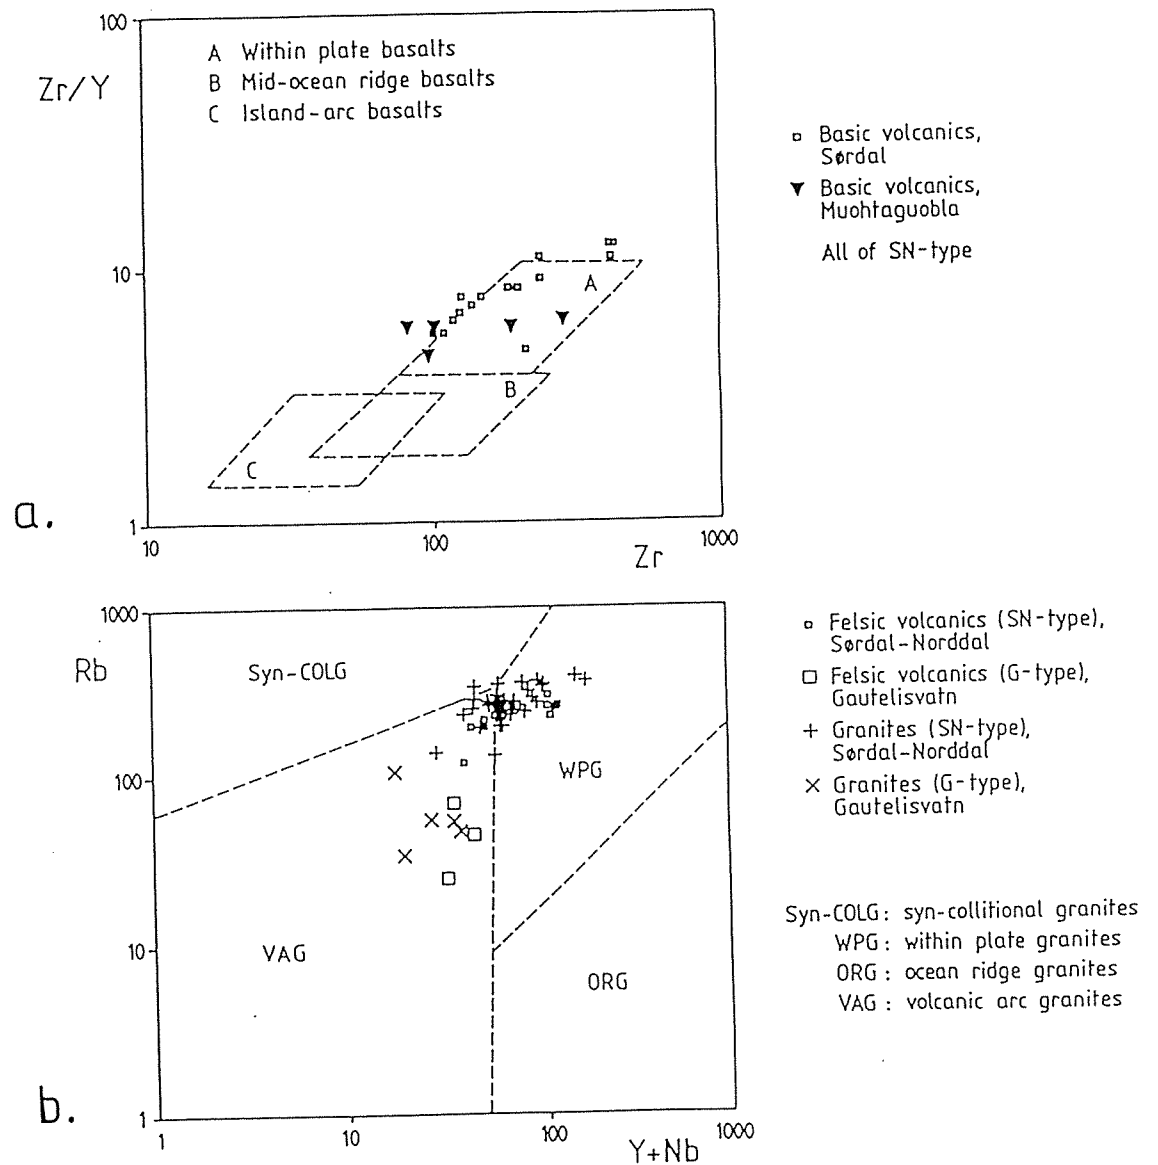 100
Zr/Y
A Within plate basalts
B Mid-ocean ridge basalts
C Island-arc basalts
Basic volcanics,
Sørdal
Basic volcanics,
Muohtaguobla
All of SN-type
10
A
B
C
a.
1
10
100
1000
Zr
1000
Rb
Syn-COLG
Felsic volcanics (SN-type),
Sørdal-Norddal
Felsic volcanics (G-type),
Gautelisvatn
Granites (SN-type),
Sørdal-Norddal
Granites (G-type),
Gautelisvatn
100
WPG
Syn-COLG: syn-collitional granites
WPG: within plate granites
ORG: ocean ridge granites
VAG: volcanic arc granites
10
VAG
ORG
b.
1
1
10
100
1000
Y+Nb